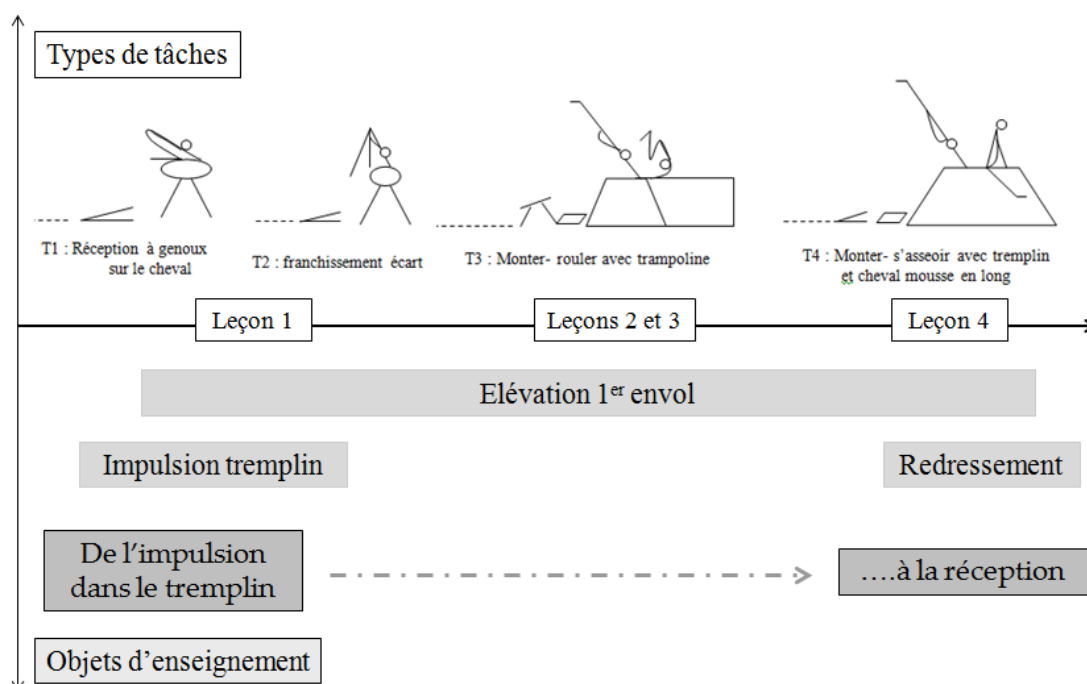 Types de tâches
T1 : Réception à genoux
sur le cheval
T2 : franchissement écart
T3 : Monter- rouler avec trampoline
T4 : Monter- s’asseoir avec tremplin
et cheval mousse en long
Leçon 1
Leçons 2 et 3
Leçon 4
Elévation 1er envol
Impulsion tremplin
Redressement
De l’impulsion
dans le tremplin
….à la réception
Objets d’enseignement